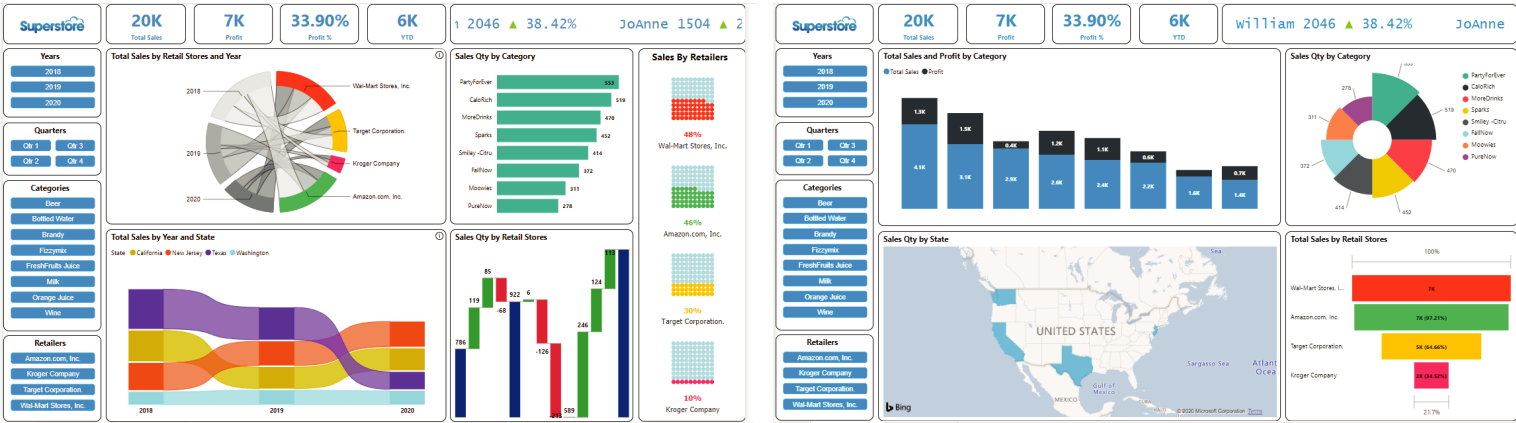 Superstore
20K
Total Sales
7K
Profit
33.90%
Profit %
6K
YTD
2046 ▲ 38.42% JoAnne 1504 ▲ 2
Years
2018
2019
2020
Quarters
Qtr 1 Qtr 3
Qtr 2 Qtr 4
Categories
Beer
Bottled Water
Brandy
Fizzymix
FreshFruits Juice
Milk
Orange Juice
Wine
Retailers
Amazon.com, Inc.
Kroger Company
Target Corporation.
Wal-Mart Stores, Inc.
Total Sales by Retail Stores and Year
2018
2019
2020
Wal-Mart Stores, Inc.
Target Corporation.
Kroger Company
Amazon.com, Inc.
Sales Qty by Category
PartyForEver 553
CaloRich 519
MoreDrinks 470
Sparks 452
Smiley -Citru 414
FallNow 372
Moowies 311
PureNow 278
Sales By Retailers
48%
Wal-Mart Stores, Inc.
46%
Amazon.com, Inc.
30%
Target Corporation.
10%
Kroger Company
Total Sales by Year and State
State California New Jersey Texas Washington
2018 2019 2020
Sales Qty by Retail Stores
786
119
85
-68
922
6
-126
589
246
124
113
Superstore
20K
Total Sales
7K
Profit
33.90%
Profit %
6K
YTD
William 2046 ▲ 38.42% JoAnne
Years
2018
2019
2020
Quarters
Qtr 1 Qtr 3
Qtr 2 Qtr 4
Categories
Beer
Bottled Water
Brandy
Fizzymix
FreshFruits Juice
Milk
Orange Juice
Wine
Retailers
Amazon.com, Inc.
Kroger Company
Target Corporation.
Wal-Mart Stores, Inc.
Total Sales and Profit by Category
Total Sales Profit
1.3K
4.1K
1.5K
3.1K
0.4K
2.9K
1.2K
2.6K
1.1K
2.4K
0.6K
2.2K
1.6K
0.7K
1.4K
Sales Qty by Category
278
311
372
414
452
470
519
PartyForEver
CaloRich
MoreDrinks
Sparks
Smiley -Citru
FallNow
Moowies
PureNow
Sales Qty by State
UNITED STATES
MEXICO
Gulf of
Mexico
Sargasso Sea
Sea
Atlant
Ocea
CUBA
Bing
© 2020 Microsoft Corporation Terms
Total Sales by Retail Stores
100%
Wal-Mart Stores, I... 7K
Amazon.com, Inc. 7K (97.21%)
Target Corporation. 5K (64.66%)
Kroger Company
21.7%